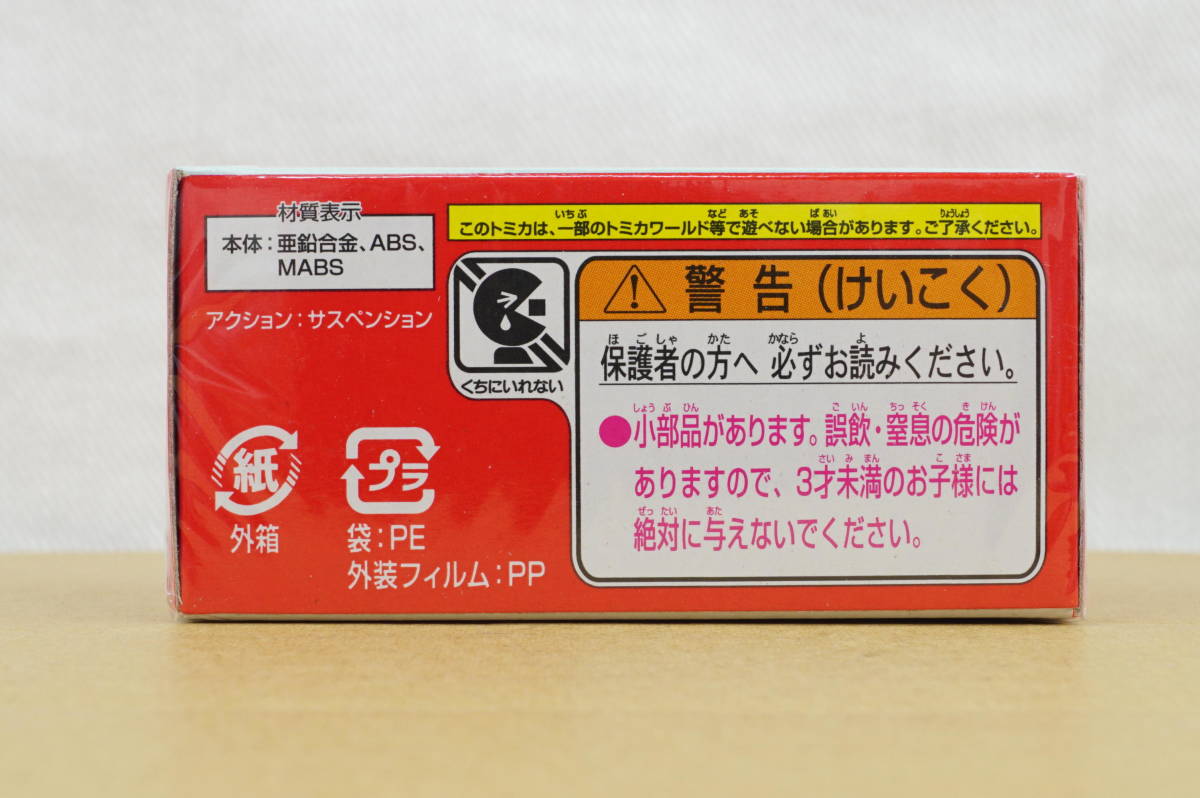 材質表示
本体：亜鉛合金、ABS、
MABS
アクション：サスペンション
このトミカは、一部のトミカワールド等で遊べない場合があります。ご了承ください。
くちにいれない
警告（けいこく）
保護者の方へ 必ずお読みください。
●小部品があります。誤飲・窒息の危険が
ありますので、3才未満のお子様には
絶対に与えないでください。
紙
外箱
プラ
袋：PE
外装フィルム：PP